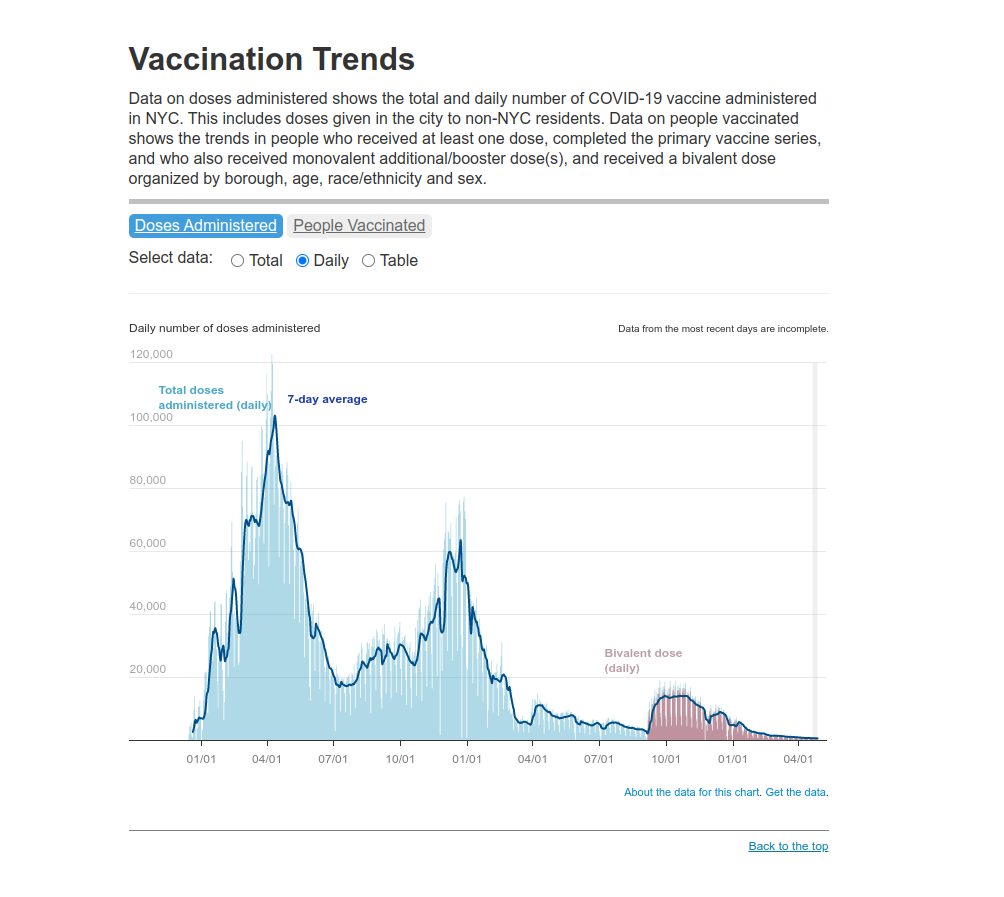 Vaccination Trends
Data on doses administered shows the total and daily number of COVID-19 vaccine administered
in NYC. This includes doses given in the city to non-NYC residents. Data on people vaccinated
shows the trends in people who received at least one dose, completed the primary vaccine series,
and who also received monovalent additional/booster dose(s), and received a bivalent dose
organized by borough, age, race/ethnicity and sex.
Doses Administered People Vaccinated
Select data: Total Daily Table
Daily number of doses administered Data from the most recent days are incomplete.
120,000
Total doses
administered (daily)
7-day average
100,000
80,000
60,000
40,000
20,000
Bivalent dose
(daily)
01/01 04/01 07/01 10/01 01/01 04/01 07/01 10/01 01/01 04/01
About the data for this chart. Get the data.
Back to the top